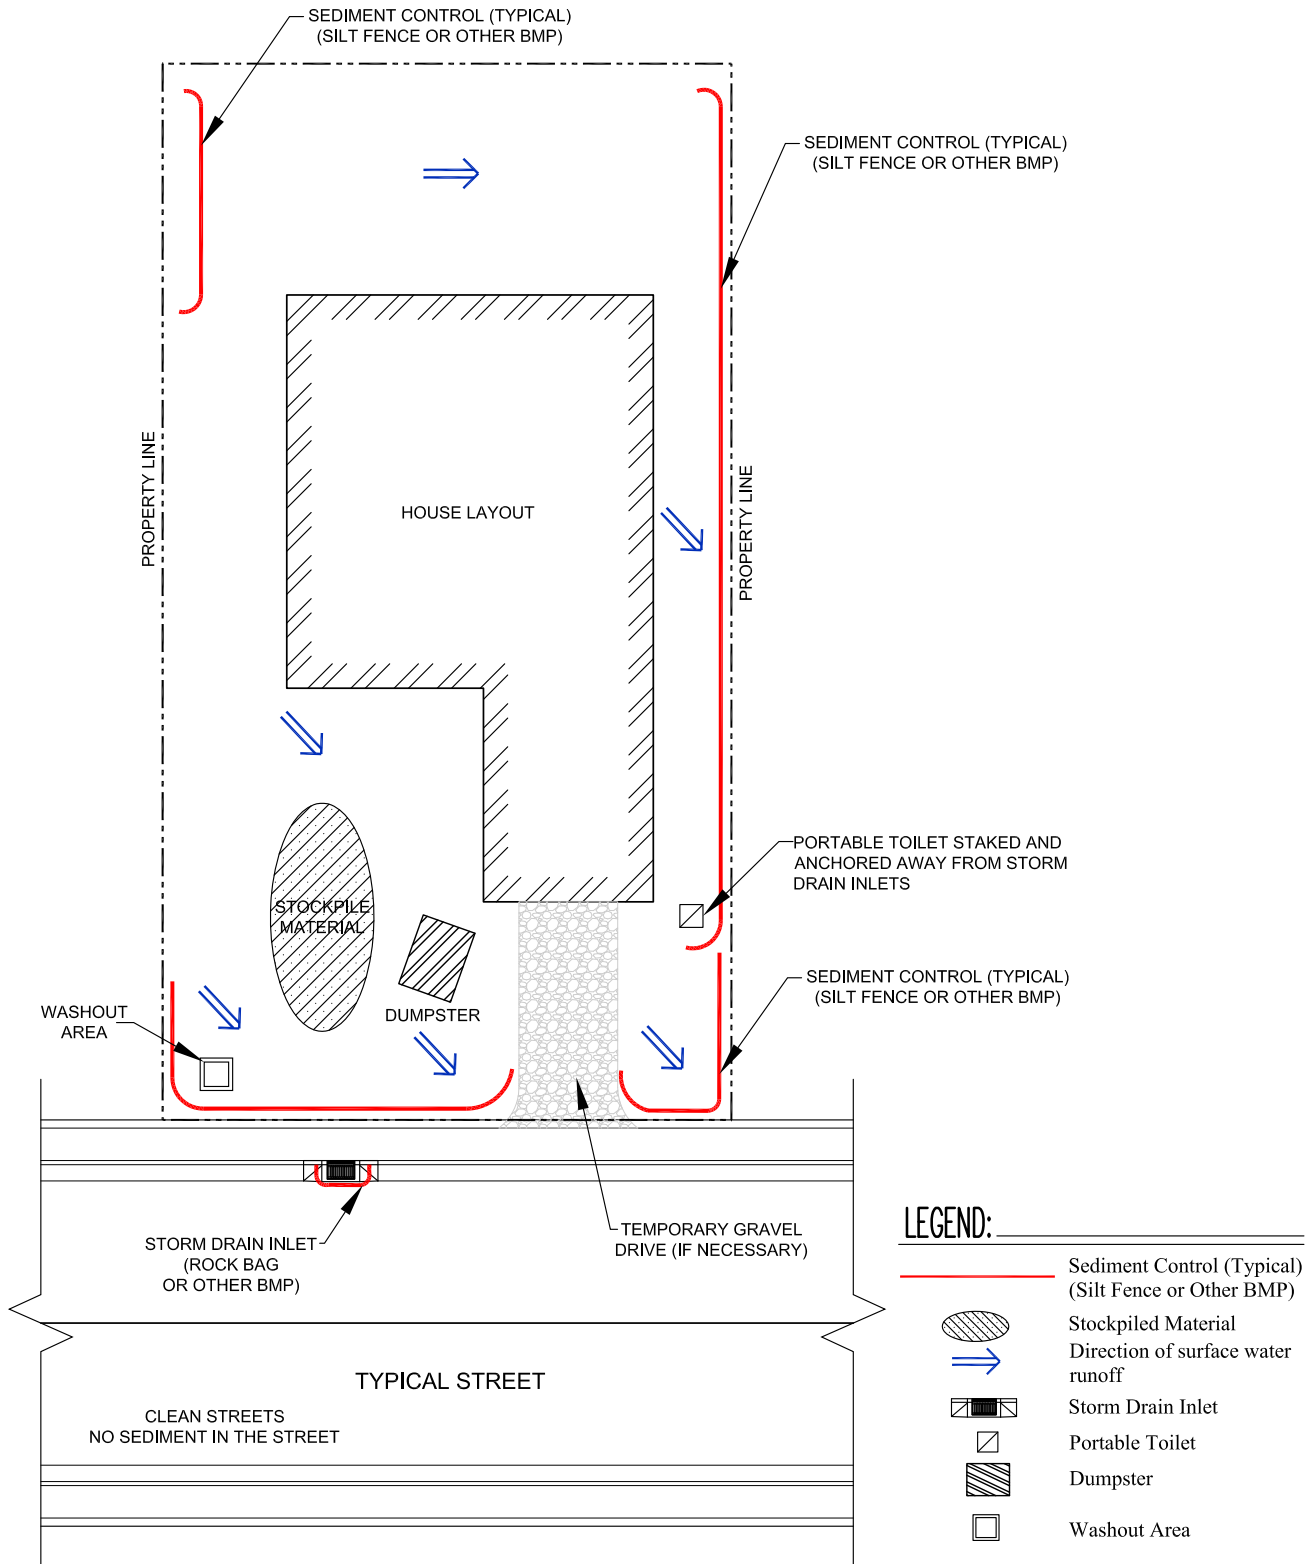 SEDIMENT CONTROL (TYPICAL)
(SILT FENCE OR OTHER BMP)
SEDIMENT CONTROL (TYPICAL)
(SILT FENCE OR OTHER BMP)
PROPERTY LINE
HOUSE LAYOUT
PROPERTY LINE
PORTABLE TOILET STAKED AND
ANCHORED AWAY FROM STORM
DRAIN INLETS
STOCKPILE
MATERIAL
SEDIMENT CONTROL (TYPICAL)
(SILT FENCE OR OTHER BMP)
DUMPSTER
WASHOUT
AREA
STORM DRAIN INLET
(ROCK BAG
OR OTHER BMP)
TEMPORARY GRAVEL
DRIVE (IF NECESSARY)
TYPICAL STREET
CLEAN STREETS
NO SEDIMENT IN THE STREET
LEGEND:
Sediment Control (Typical)
(Silt Fence or Other BMP)
Stockpiled Material
Direction of surface water
runoff
Storm Drain Inlet
Portable Toilet
Dumpster
Washout Area